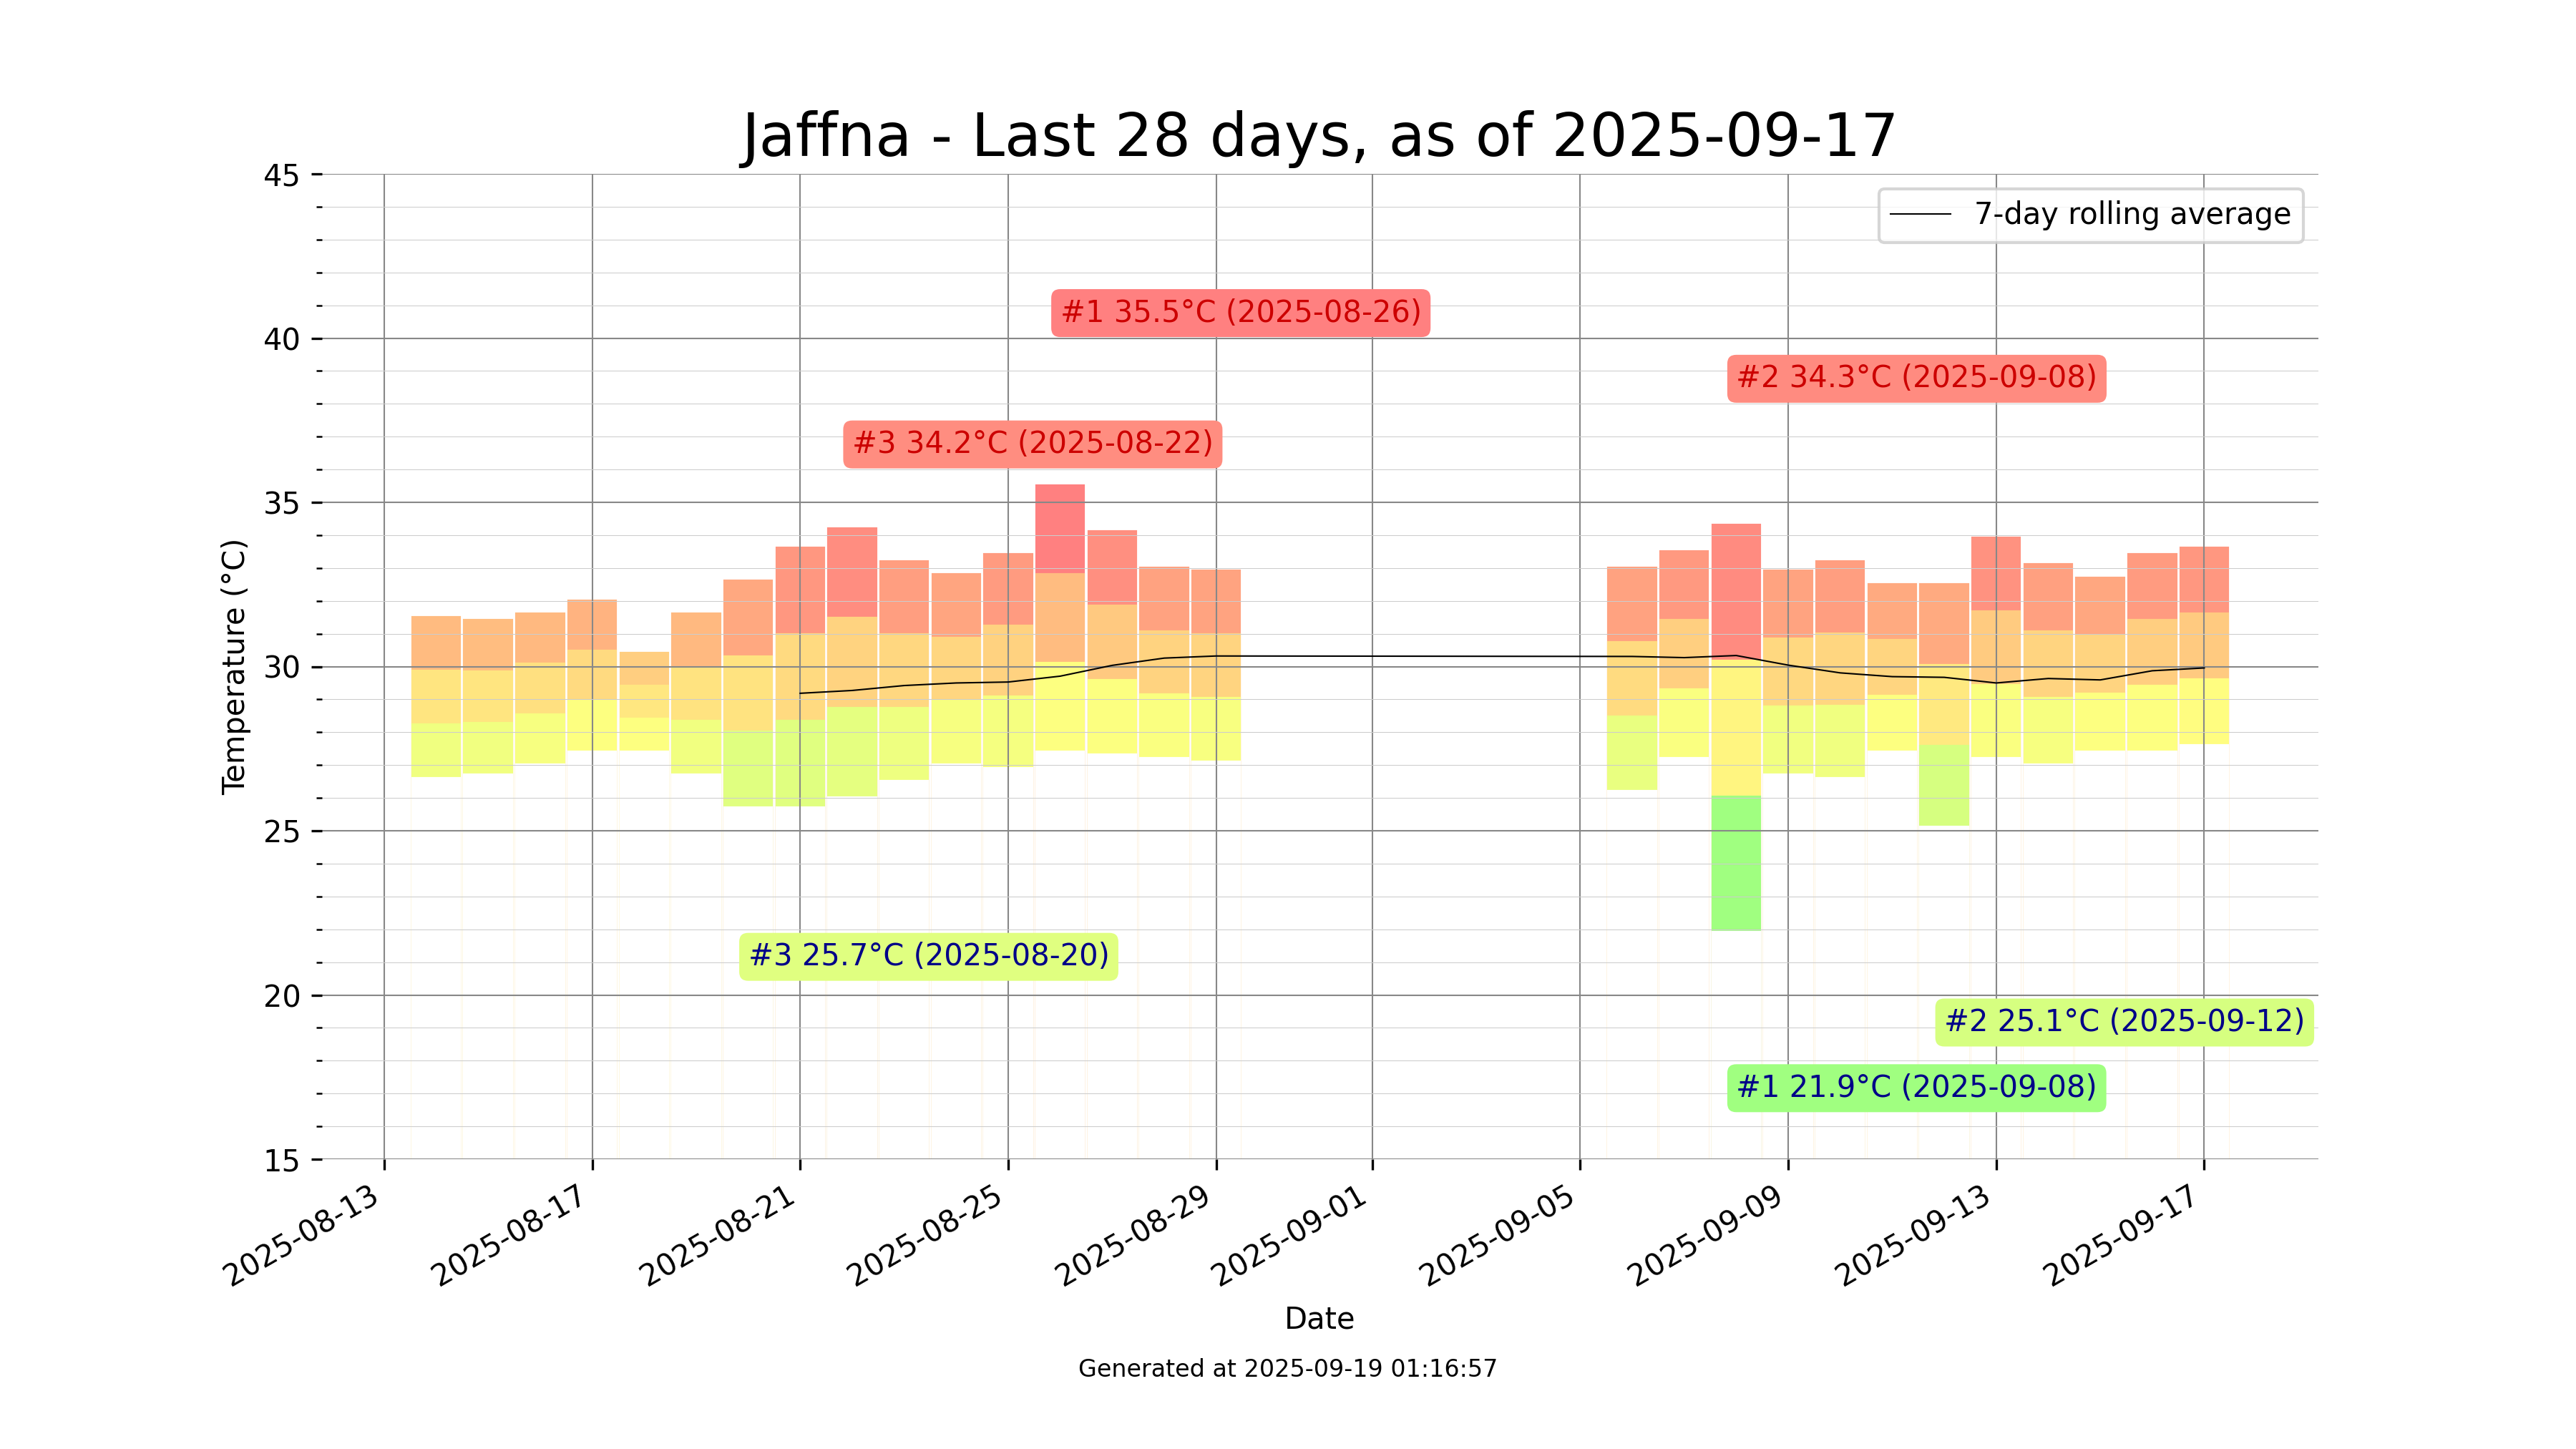 Jaffna - Last 28 days, as of 2025-09-17
7-day rolling average
#1 35.5°C (2025-08-26)
#2 34.3°C (2025-09-08)
#3 34.2°C (2025-08-22)
#3 25.7°C (2025-08-20)
#2 25.1°C (2025-09-12)
#1 21.9°C (2025-09-08)
Temperature (°C)
45
40
35
30
25
20
15
2025-08-13
2025-08-17
2025-08-21
2025-08-25
2025-08-29
2025-09-01
2025-09-05
2025-09-09
2025-09-13
2025-09-17
Date
Generated at 2025-09-19 01:16:57